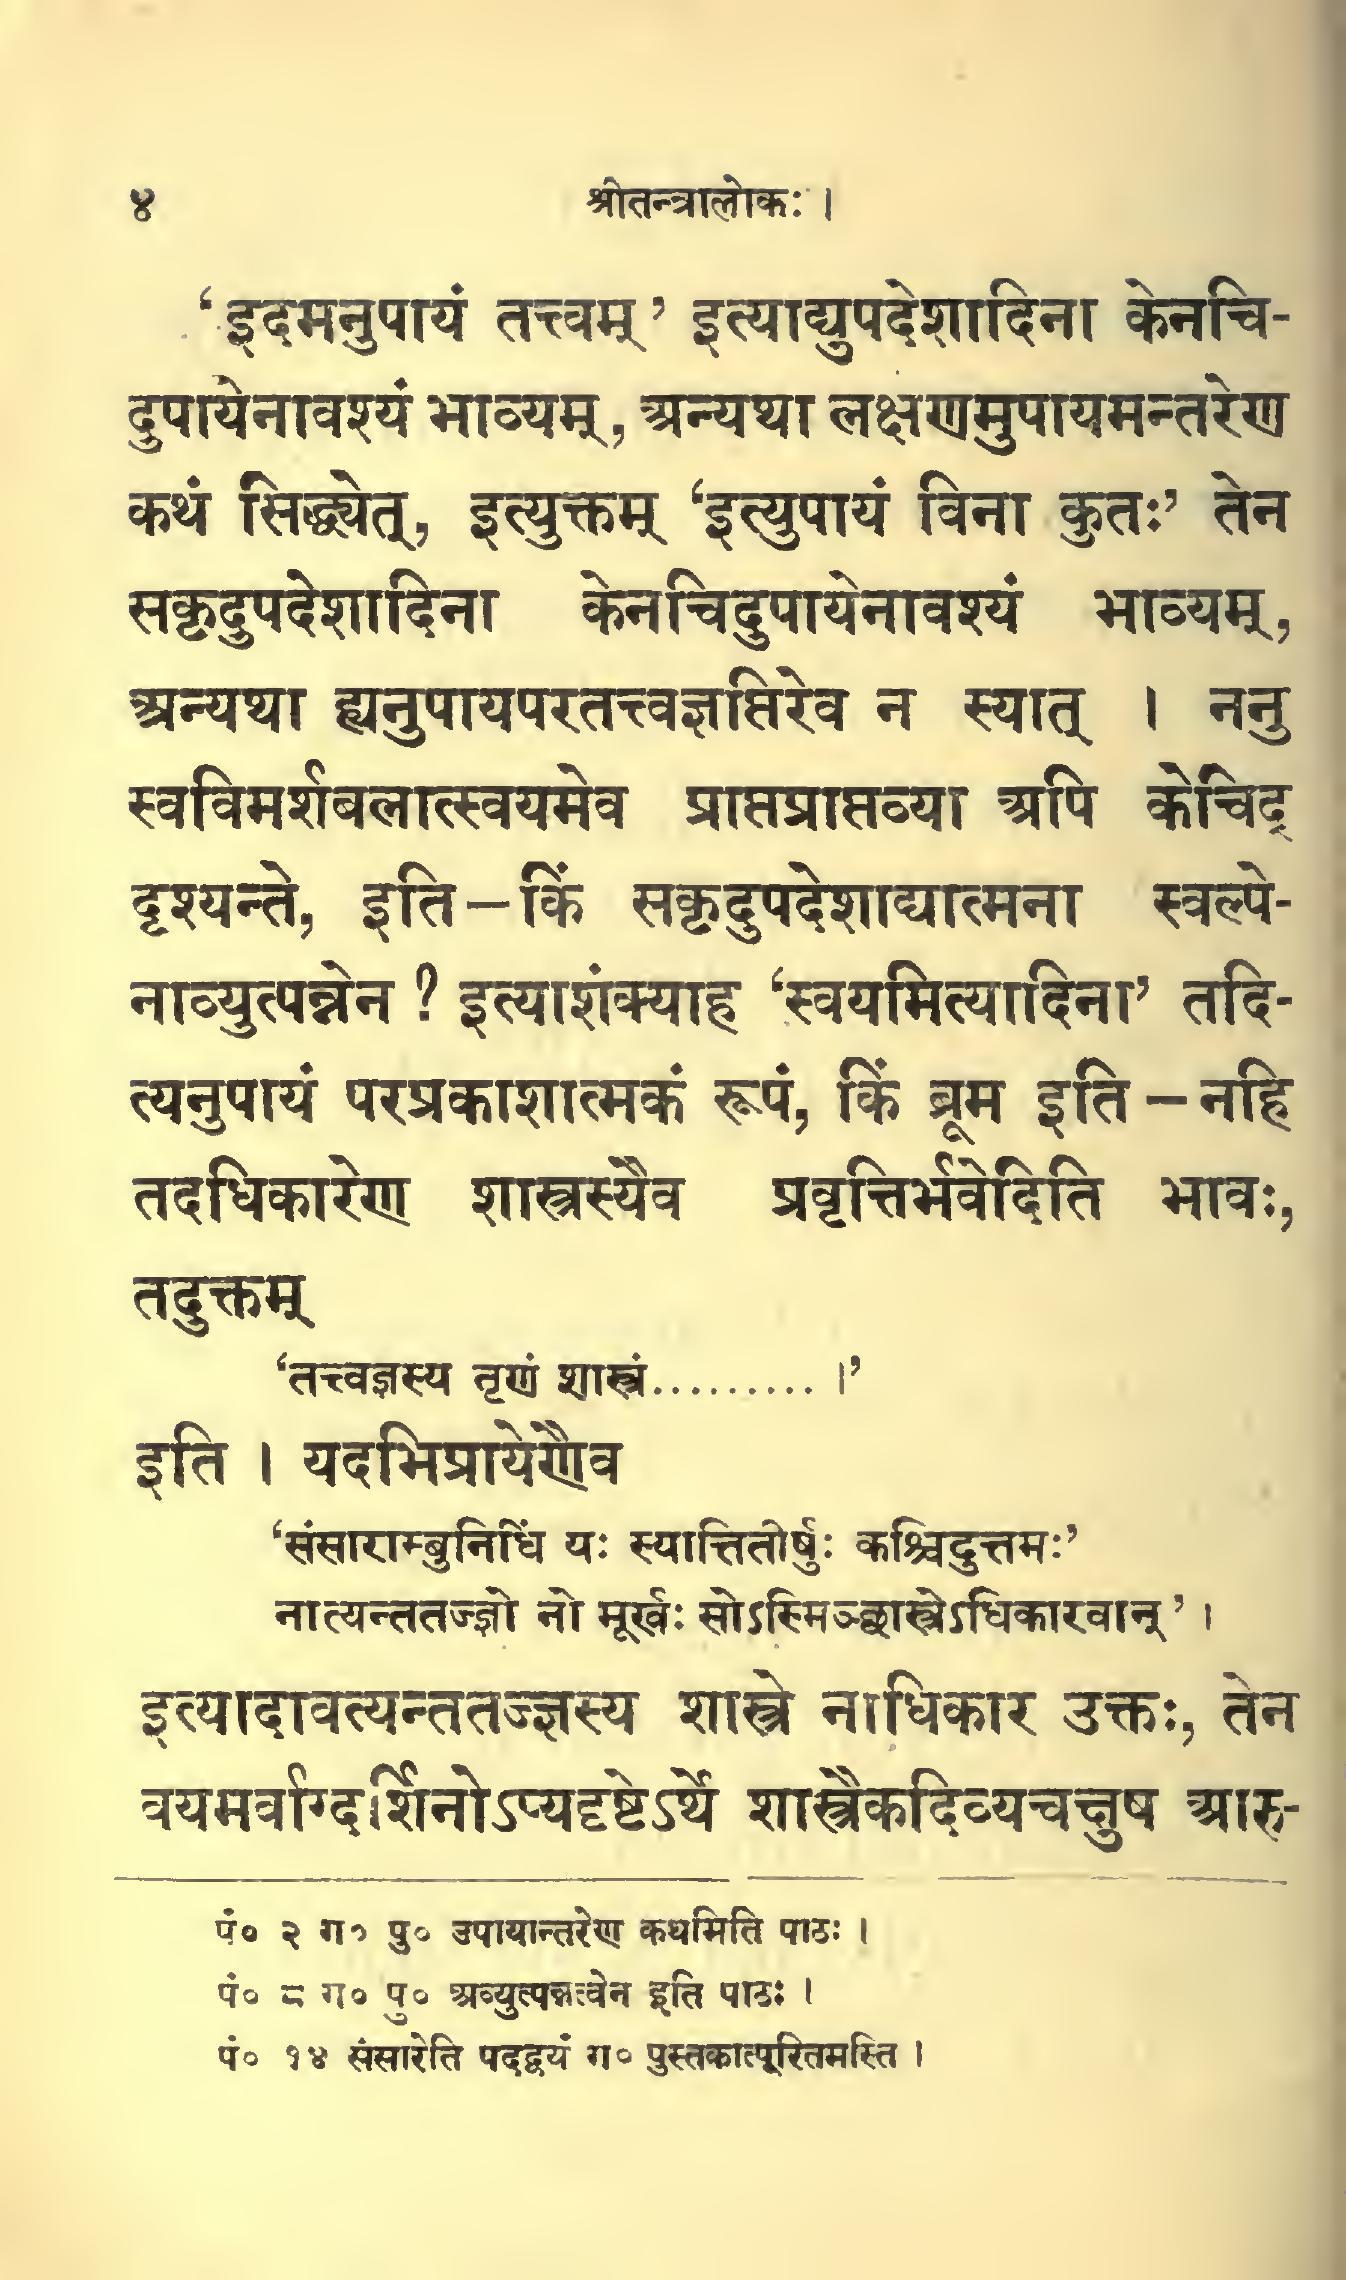 ४ श्रीतन्त्रालोकः ।
‘इदमनुपायं तत्त्वम्’ इत्याद्युपदेशादिना केनचि-
दुपायेनावश्यं भाव्यम्, अन्यथा लक्षणमुपायमन्तरेण
कथं सिद्ध्येत्, इत्युक्तम् ‘इत्युपायं विना कुतः’ तेन
सकृदुपदेशादिना केनचिदुपायेनावश्यं भाव्यम्,
अन्यथा ह्यनुपायपरतत्त्वज्ञप्तिरेव न स्यात् । ननु
स्वविमर्शबलात्स्वयमेव प्राप्तप्राप्तव्या अपि केचिद्
दृश्यन्ते, इति—किं सकृदुपदेशाद्यात्मना स्वल्पे-
नाव्युत्पन्नेन ? इत्याशंक्याह ‘स्वयमित्यादिना’ तदि-
त्यनुपायं परप्रकाशात्मकं रूपं, किं ब्रूम इति—नहि
तदधिकारेण शास्त्रस्यैव प्रवृत्तिर्भवेदिति भावः,
तदुक्तम्
‘तत्त्वज्ञस्य तृणं शास्त्रं.......... ।’
इति । यदभिप्रायेणैव
‘संसाराम्बुनिधिं यः स्यात्तितीर्षुः कश्चिदुत्तमः’
नात्यन्ततज्ज्ञो नो मूर्खः सोऽस्मिञ्छास्त्रेऽधिकारवान्’ ।
इत्यादावत्यन्ततज्ज्ञस्य शास्त्रे नाधिकार उक्तः, तेन
वयमर्वाग्दर्शिनोऽप्यदृष्टेऽर्थे शास्त्रैकदिव्यचक्षुष आरु-
पं० २ ग० पु० उपायान्तरेण कथमिति पाठः ।
पं० ८ ग० पु० अव्युत्पन्नत्वेन इति पाठः ।
पं० १४ संसारेति पदद्वयं ग० पुस्तकात्पूरितमस्ति ।